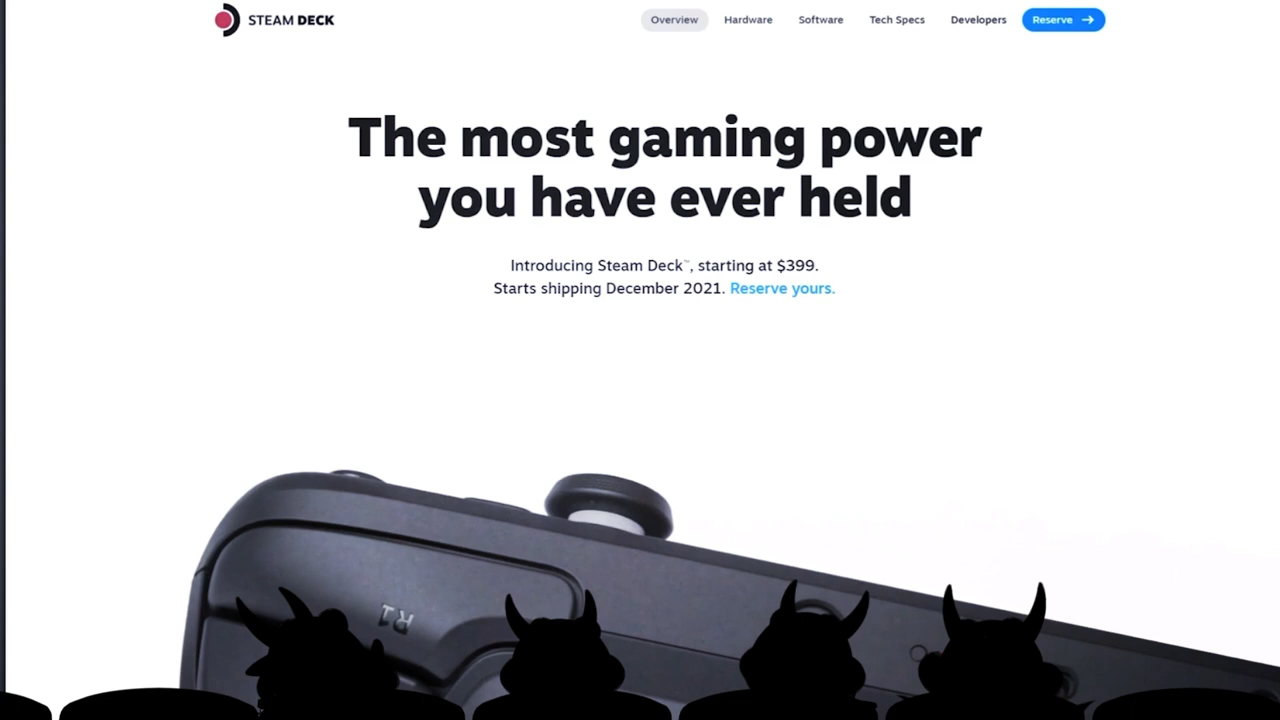 STEAM DECK
Overview Hardware Software Tech Specs Developers Reserve →
The most gaming power
you have ever held
Introducing Steam Deck™, starting at $399.
Starts shipping December 2021. Reserve yours.
R1